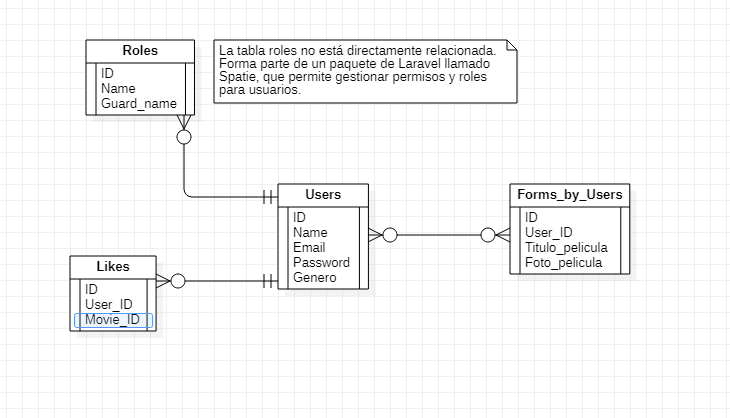 Roles
ID
Name
Guard_name
La tabla roles no está directamente relacionada.
Forma parte de un paquete de Laravel llamado
Spatie, que permite gestionar permisos y roles
para usuarios.
Users
ID
Name
Email
Password
Genero
Forms_by_Users
ID
User_ID
Titulo_pelicula
Foto_pelicula
Likes
ID
User_ID
Movie_ID